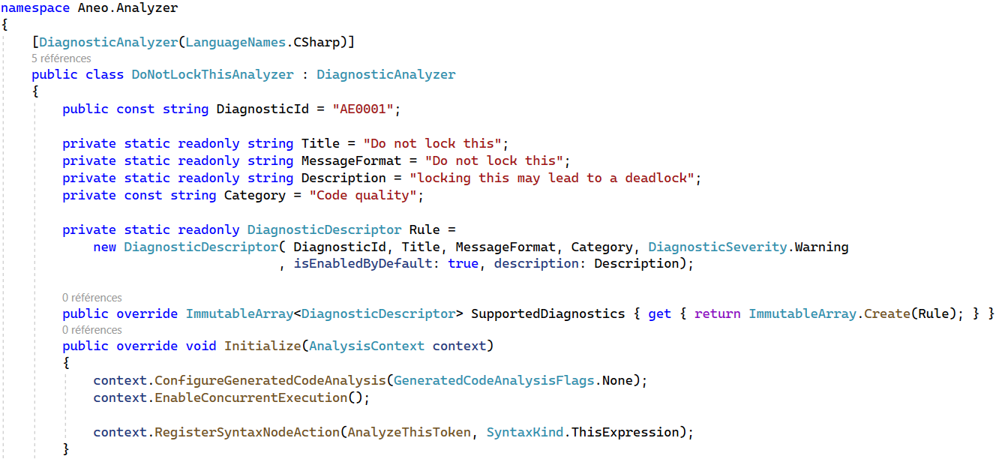 namespace Aneo.Analyzer
{
    [DiagnosticAnalyzer(LanguageNames.CSharp)]
    5 références
    public class DoNotLockThisAnalyzer : DiagnosticAnalyzer
    {
        public const string DiagnosticId = "AE0001";

        private static readonly string Title = "Do not lock this";
        private static readonly string MessageFormat = "Do not lock this";
        private static readonly string Description = "locking this may lead to a deadlock";
        private const string Category = "Code quality";

        private static readonly DiagnosticDescriptor Rule =
            new DiagnosticDescriptor( DiagnosticId, Title, MessageFormat, Category, DiagnosticSeverity.Warning
                                    , isEnabledByDefault: true, description: Description);

        0 références
        public override ImmutableArray<DiagnosticDescriptor> SupportedDiagnostics { get { return ImmutableArray.Create(Rule); } }
        0 références
        public override void Initialize(AnalysisContext context)
        {
            context.ConfigureGeneratedCodeAnalysis(GeneratedCodeAnalysisFlags.None);
            context.EnableConcurrentExecution();

            context.RegisterSyntaxNodeAction(AnalyzeThisToken, SyntaxKind.ThisExpression);
        }